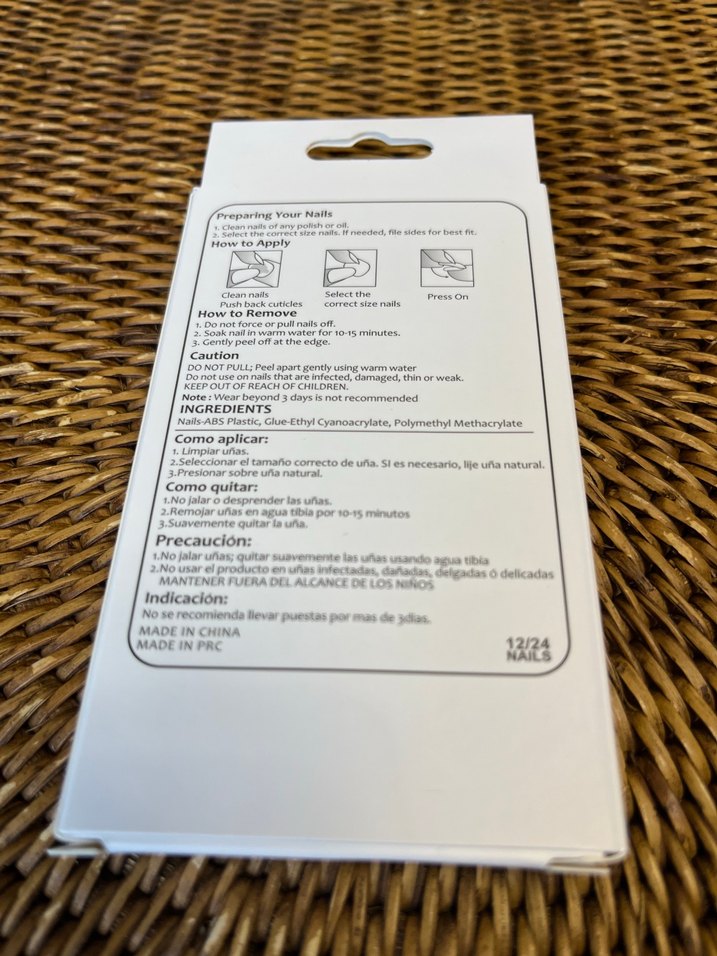 Preparing Your Nails
1. Clean nails of any polish or oil.
2. Select the correct size nails. If needed, file sides for best fit.
How to Apply
Clean nails
Push back cuticles
Select the
correct size nails
Press On
How to Remove
1. Do not force or pull nails off.
2. Soak nail in warm water for 10-15 minutes.
3. Gently peel off at the edge.
Caution
DO NOT PULL; Peel apart gently using warm water
Do not use on nails that are infected, damaged, thin or weak.
KEEP OUT OF REACH OF CHILDREN.
Note : Wear beyond 3 days is not recommended
INGREDIENTS
Nails-ABS Plastic, Glue-Ethyl Cyanoacrylate, Polymethyl Methacrylate
Como aplicar:
1. Limpiar uñas.
2.Seleccionar el tamaño correcto de uña. SI es necesario, lije uña natural.
3.Presionar sobre uña natural.
Como quitar:
1.No jalar o desprender las uñas.
2.Remojar uñas en agua tibia por 10-15 minutos
3.Suavemente quitar la uña.
Precaución:
1.No jalar uñas; quitar suavemente las uñas usando agua tibia
2.No usar el producto en uñas infectadas, dañadas, delgadas ó delicadas
MANTENER FUERA DEL ALCANCE DE LOS NIÑOS
Indicación:
No se recomienda llevar puestas por mas de 3dias.
MADE IN CHINA
MADE IN PRC
12/24
NAILS